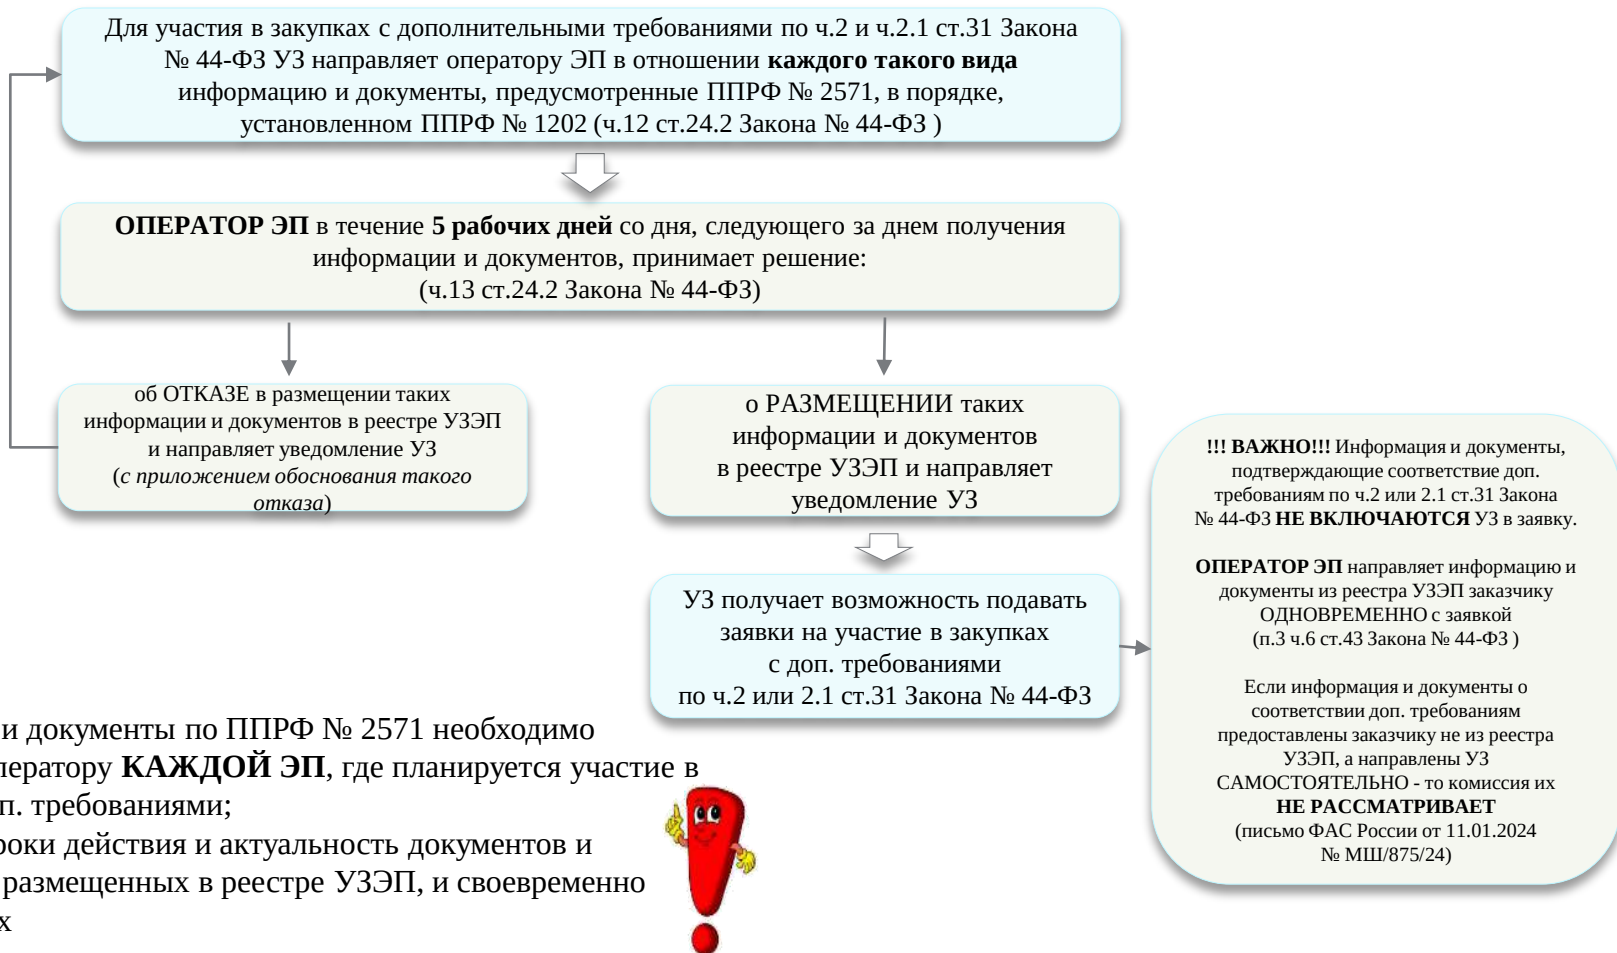 Для участия в закупках с дополнительными требованиями по ч.2 и ч.2.1 ст.31 Закона
№ 44-ФЗ УЗ направляет оператору ЭП в отношении каждого такого вида
информацию и документы, предусмотренные ППРФ № 2571, в порядке,
установленном ППРФ № 1202 (ч.12 ст.24.2 Закона № 44-ФЗ )
ОПЕРАТОР ЭП в течение 5 рабочих дней со дня, следующего за днем получения
информации и документов, принимает решение:
(ч.13 ст.24.2 Закона № 44-ФЗ)
об ОТКАЗЕ в размещении таких
информации и документов в реестре УЗЭП
и направляет уведомление УЗ
(с приложением обоснования такого
отказа)
о РАЗМЕЩЕНИИ таких
информации и документов
в реестре УЗЭП и направляет
уведомление УЗ
УЗ получает возможность подавать
заявки на участие в закупках
с доп. требованиями
по ч.2 или 2.1 ст.31 Закона № 44-ФЗ
!!! ВАЖНО!!! Информация и документы,
подтверждающие соответствие доп.
требованиям по ч.2 или 2.1 ст.31 Закона
№ 44-ФЗ НЕ ВКЛЮЧАЮТСЯ УЗ в заявку.
ОПЕРАТОР ЭП направляет информацию и
документы из реестра УЗЭП заказчику
ОДНОВРЕМЕННО с заявкой
(п.3 ч.6 ст.43 Закона № 44-ФЗ )
Если информация и документы о
соответствии доп. требованиям
предоставлены заказчику не из реестра
УЗЭП, а направлены УЗ
САМОСТОЯТЕЛЬНО - то комиссия их
НЕ РАССМАТРИВАЕТ
(письмо ФАС России от 11.01.2024
№ МШ/875/24)
и документы по ППРФ № 2571 необходимо
ператору КАЖДОЙ ЭП, где планируется участие в
п. требованиями;
роки действия и актуальность документов и
размещенных в реестре УЗЭП, и своевременно
х